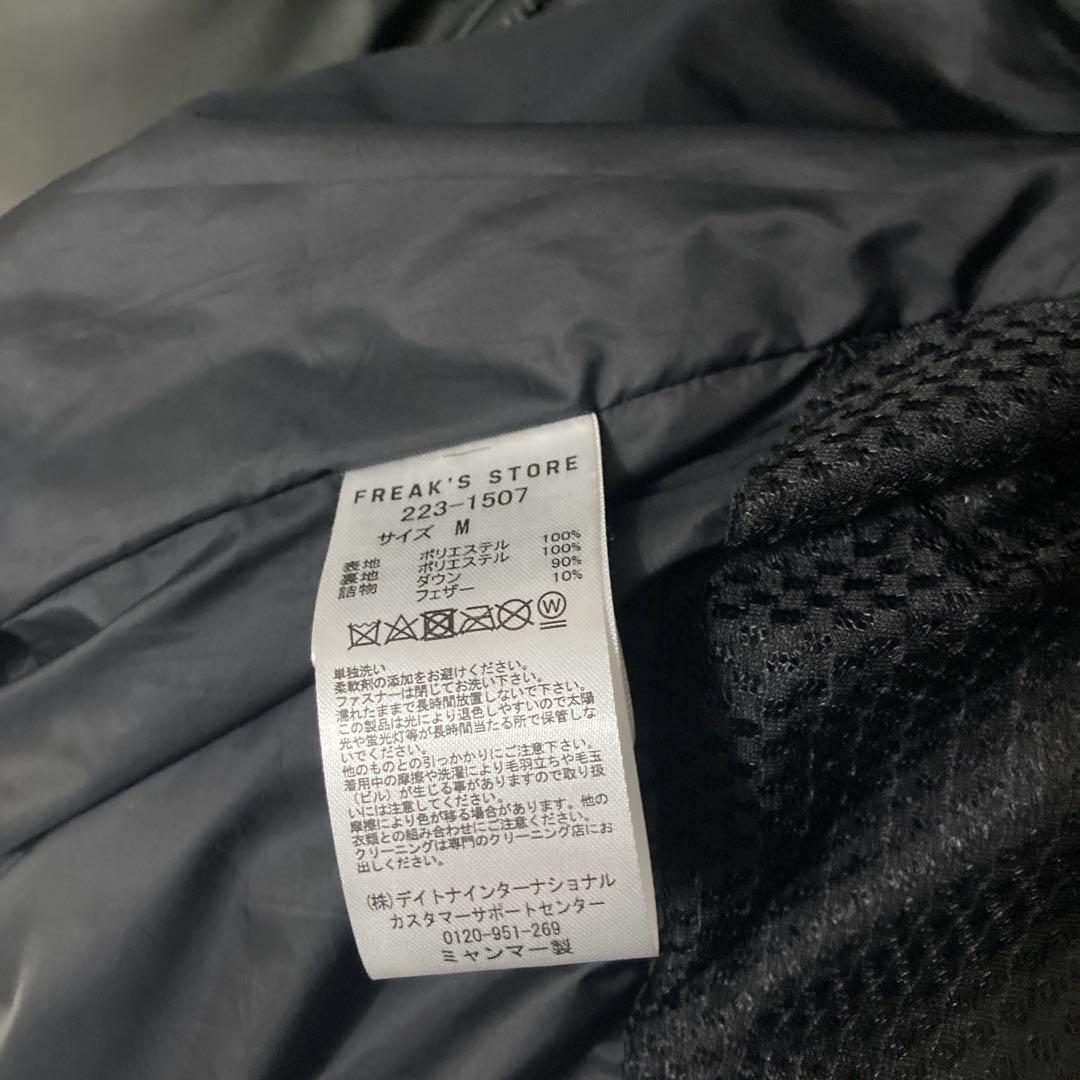 FREAK'S STORE
223-1507
サイズ M
表地 ポリエステル 100%
裏地 ポリエステル 100%
詰物 ダウン 90%
フェザー 10%
W
単独洗い
柔軟剤の添加をお避けください。
ファスナーは閉じてお洗い下さい。
濡れたままで長時間放置しないで下さい。
この製品は光により退色しやすいので太陽
光や蛍光灯等が長時間当たる所で保管しな
いでください。
他のものとの引っかかりにご注意下さい。
着用中の摩擦や洗濯により毛羽立ちや毛玉
(ピル)が生じる事がありますので取り扱
いには注意してください。
摩擦により色が移る場合があります。他の
衣類との組み合わせにご注意ください。
クリーニングは専門のクリーニング店にお
出しください。
(株)デイトナインターナショナル
カスタマーサポートセンター
0120-951-269
ミャンマー製